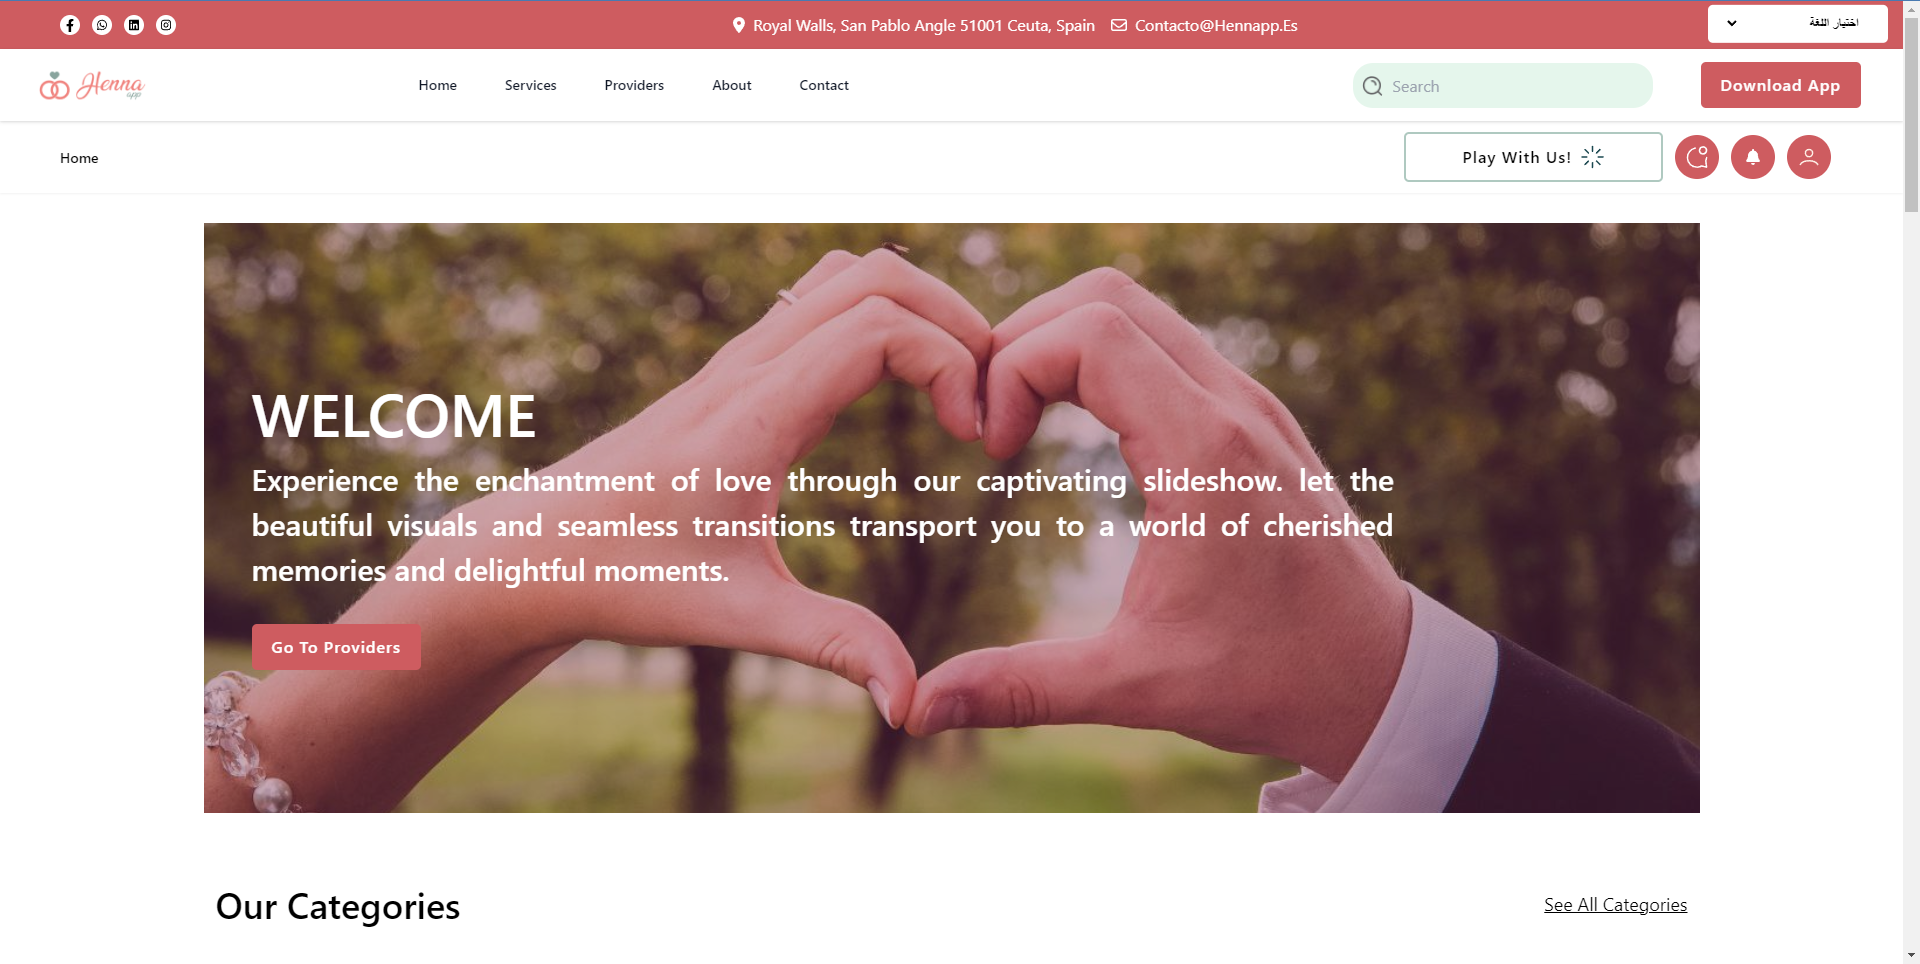 Royal Walls, San Pablo Angle 51001 Ceuta, Spain
Contacto@Hennapp.Es
اختيار اللغة
Henna
app
Home
Services
Providers
About
Contact
Search
Download App
Home
Play With Us!
WELCOME
Experience the enchantment of love through our captivating slideshow. let the
beautiful visuals and seamless transitions transport you to a world of cherished
memories and delightful moments.
Go To Providers
Our Categories
See All Categories